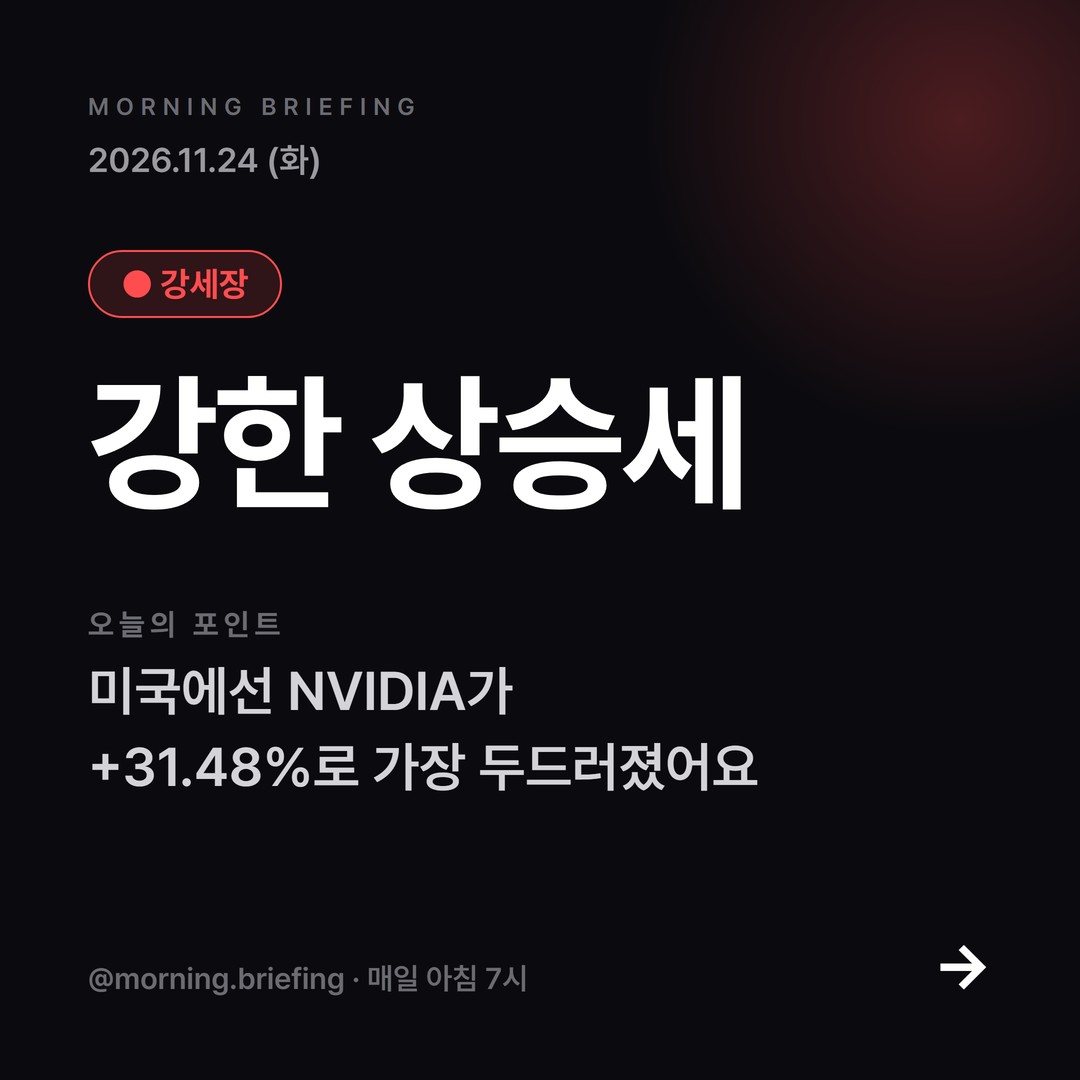 MORNING BRIEFING
2026.11.24 (화)
강세장
강한 상승세
오늘의 포인트
미국에선 NVIDIA가
+31.48%로 가장 두드러졌어요
@morning.briefing · 매일 아침 7시